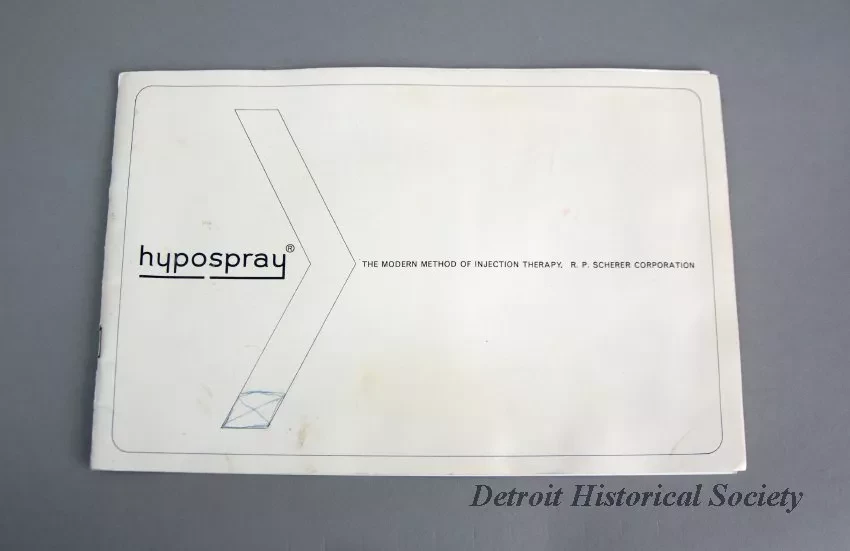 hypospray®
THE MODERN METHOD OF INJECTION THERAPY, R. P. SCHERER CORPORATION
Detroit Historical Society